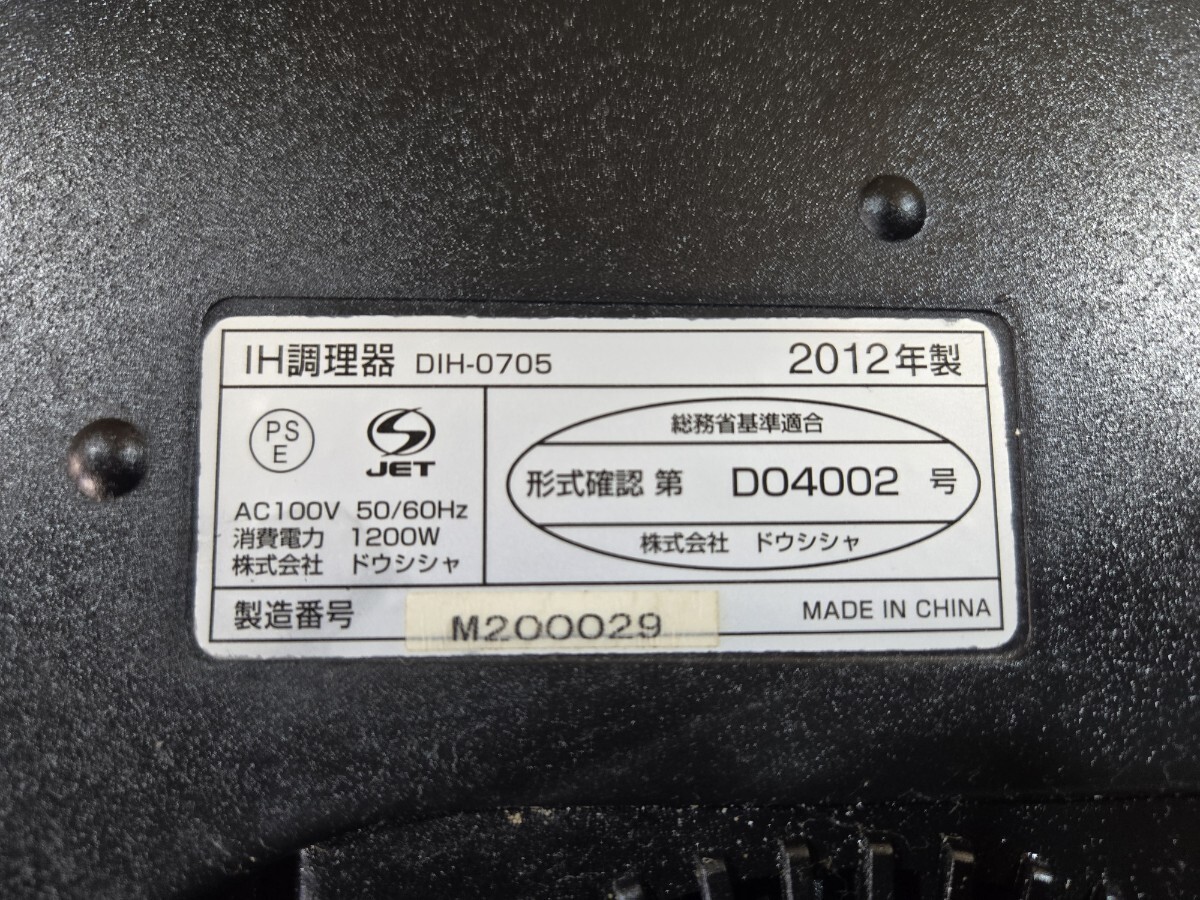 IH調理器 DIH-0705 2012年製
PS
E
JET
AC100V 50/60Hz
消費電力 1200W
株式会社 ドウシシャ
総務省基準適合
形式確認 第 D04002 号
株式会社 ドウシシャ
製造番号 M200029 MADE IN CHINA